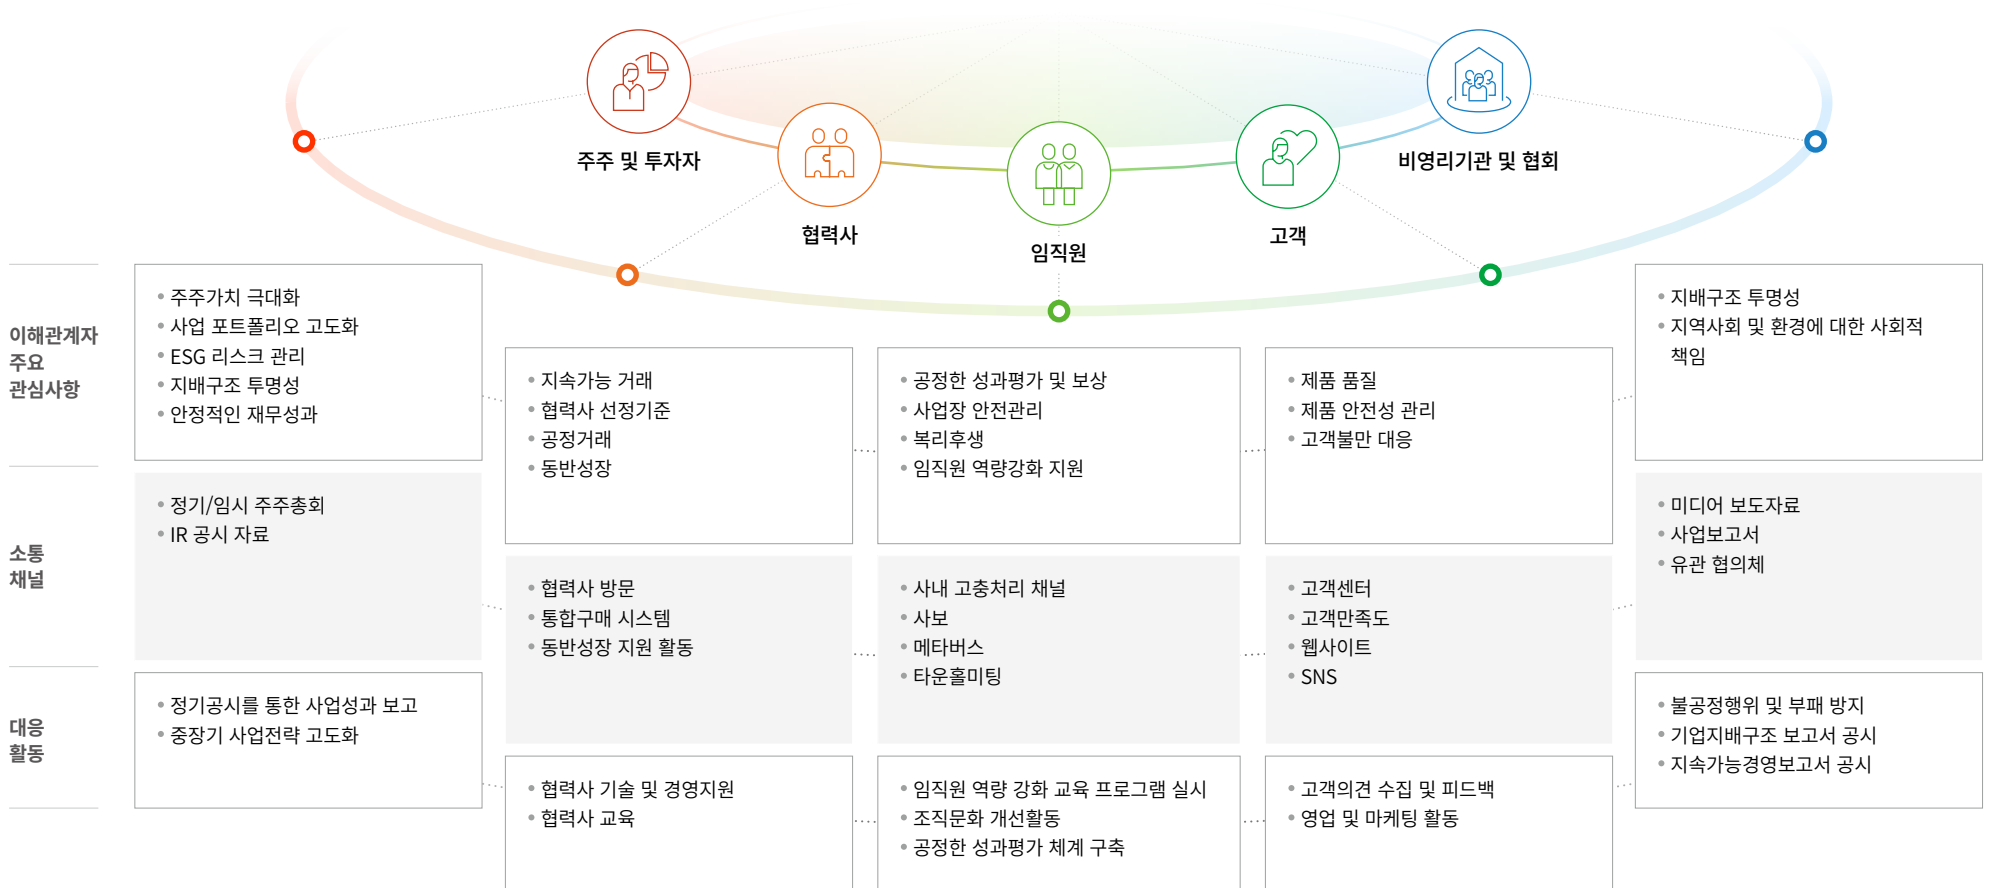 주주 및 투자자
협력사
임직원
고객
비영리기관 및 협회
이해관계자
주요
관심사항
• 주주가치 극대화
• 사업 포트폴리오 고도화
• ESG 리스크 관리
• 지배구조 투명성
• 안정적인 재무성과
• 지속가능 거래
• 협력사 선정기준
• 공정거래
• 동반성장
• 공정한 성과평가 및 보상
• 사업장 안전관리
• 복리후생
• 임직원 역량강화 지원
• 제품 품질
• 제품 안전성 관리
• 고객불만 대응
• 지배구조 투명성
• 지역사회 및 환경에 대한 사회적
책임
소통
채널
• 정기/임시 주주총회
• IR 공시 자료
• 협력사 방문
• 통합구매 시스템
• 동반성장 지원 활동
• 사내 고충처리 채널
• 사보
• 메타버스
• 타운홀미팅
• 고객센터
• 고객만족도
• 웹사이트
• SNS
• 미디어 보도자료
• 사업보고서
• 유관 협의체
대응
활동
• 정기공시를 통한 사업성과 보고
• 중장기 사업전략 고도화
• 협력사 기술 및 경영지원
• 협력사 교육
• 임직원 역량 강화 교육 프로그램 실시
• 조직문화 개선활동
• 공정한 성과평가 체계 구축
• 고객의견 수집 및 피드백
• 영업 및 마케팅 활동
• 불공정행위 및 부패 방지
• 기업지배구조 보고서 공시
• 지속가능경영보고서 공시